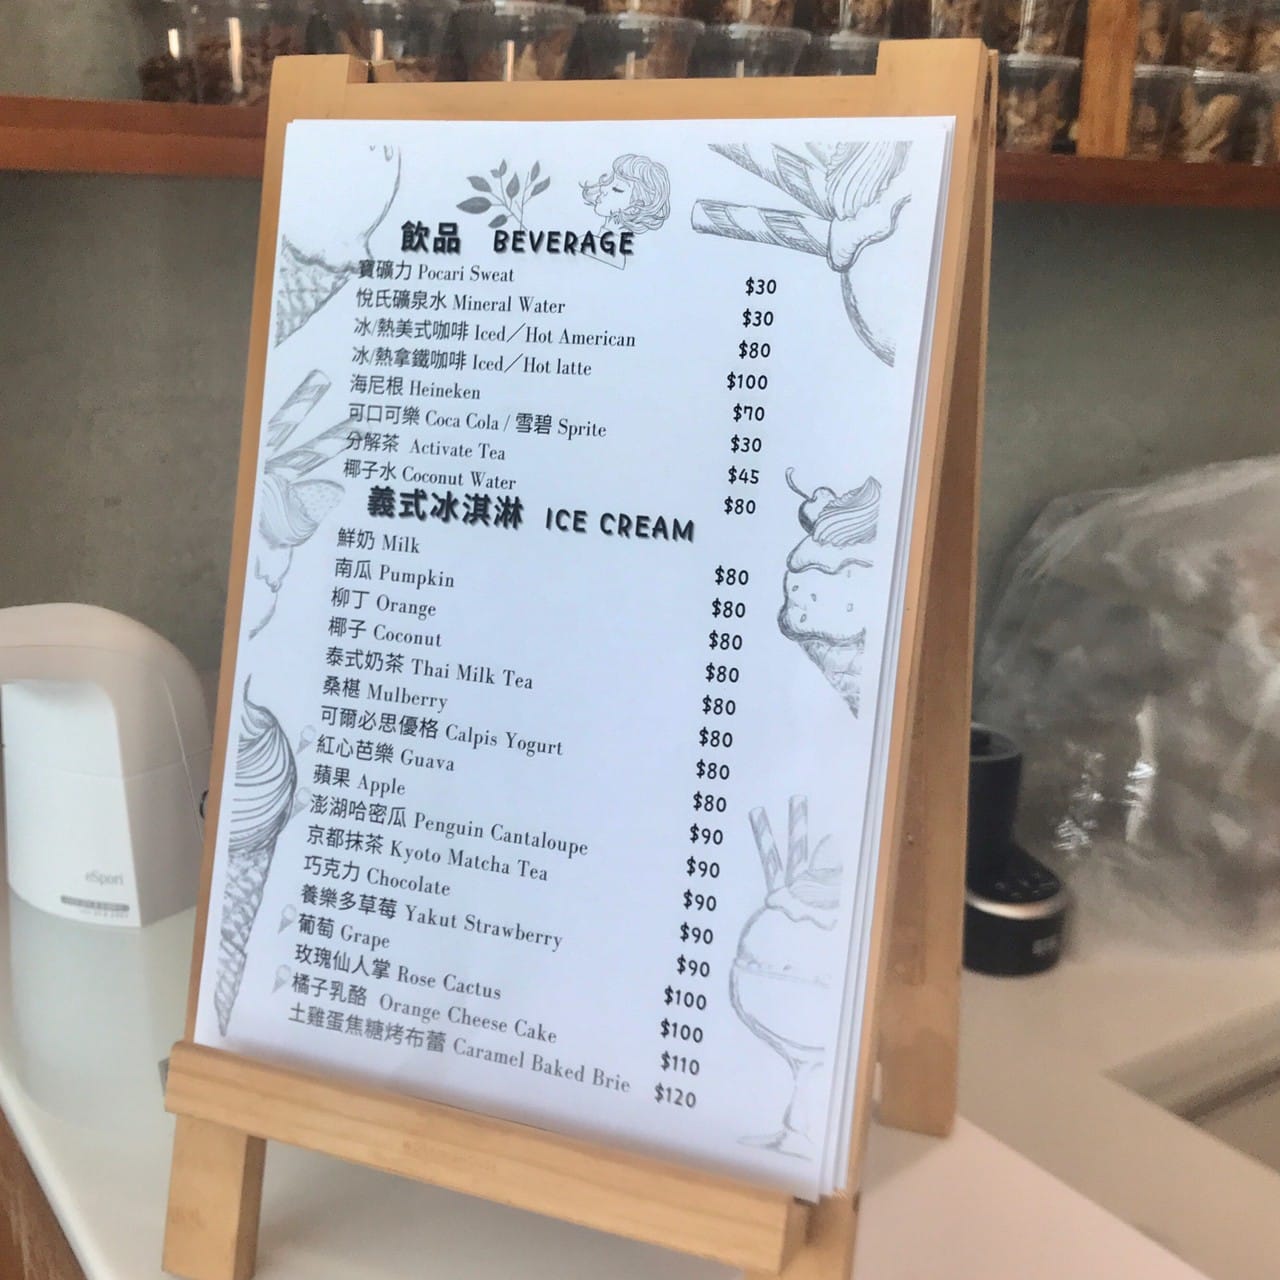 飲品 BEVERAGE
寶礦力 Pocari Sweat $30
悅氏礦泉水 Mineral Water $30
冰/熱美式咖啡 Iced/Hot American $80
冰/熱拿鐵咖啡 Iced/Hot latte $100
海尼根 Heineken $70
可口可樂 Coca Cola / 雪碧 Sprite $30
分解茶 Activate Tea $45
椰子水 Coconut Water $80
義式冰淇淋 ICE CREAM
鮮奶 Milk $80
南瓜 Pumpkin $80
柳丁 Orange $80
椰子 Coconut $80
泰式奶茶 Thai Milk Tea $80
桑椹 Mulberry $80
可爾必思優格 Calpis Yogurt $80
紅心芭樂 Guava $80
蘋果 Apple $90
澎湖哈密瓜 Penguin Cantaloupe $90
京都抹茶 Kyoto Matcha Tea $90
巧克力 Chocolate $90
養樂多草莓 Yakut Strawberry $90
葡萄 Grape $100
玫瑰仙人掌 Rose Cactus $100
橘子乳酪 Orange Cheese Cake $110
土雞蛋焦糖烤布蕾 Caramel Baked Brie $120
eSpori